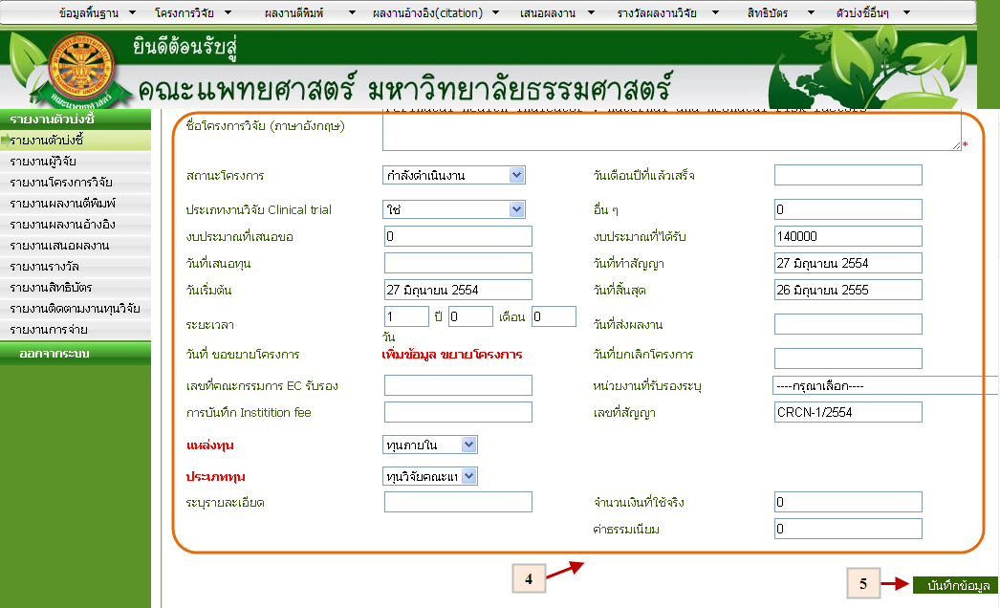 ข้อมูลพื้นฐาน โครงการวิจัย ผลงานตีพิมพ์ ผลงานอ้างอิง(citation) เสนอผลงาน รางวัลผลงานวิจัย สิทธิบัตร ตัวบ่งชี้อื่นๆ
ยินดีต้อนรับสู่
คณะแพทยศาสตร์ มหาวิทยาลัยธรรมศาสตร์
รายงานตัวบ่งชี้
รายงานตัวบ่งชี้
รายงานผู้วิจัย
รายงานโครงการวิจัย
รายงานผลงานตีพิมพ์
รายงานผลงานอ้างอิง
รายงานเสนอผลงาน
รายงานรางวัล
รายงานสิทธิบัตร
รายงานติดตามงานทุนวิจัย
รายงานการจ่าย
ออกจากระบบ
ชื่อโครงการวิจัย (ภาษาอังกฤษ) *
สถานะโครงการ กำลังดำเนินงาน วันเดือนปีที่แล้วเสร็จ
ประเภทงานวิจัย Clinical trial ใช่ อื่น ๆ 0
งบประมาณที่เสนอขอ 0 งบประมาณที่ได้รับ 140000
วันที่เสนอทุน วันที่ทำสัญญา 27 มิถุนายน 2554
วันเริ่มต้น 27 มิถุนายน 2554 วันที่สิ้นสุด 26 มิถุนายน 2555
ระยะเวลา 1 ปี 0 เดือน 0 วันที่ส่งผลงาน
วัน
วันที่ ขอขยายโครงการ เพิ่มข้อมูล ขยายโครงการ วันที่ยกเลิกโครงการ
เลขที่คณะกรรมการ EC รับรอง หน่วยงานที่รับรองระบุ ----กรุณาเลือก----
การบันทึก Institition fee เลขที่สัญญา CRCN-1/2554
แหล่งทุน ทุนภายใน
ประเภททุน ทุนวิจัยคณะแ
ระบุรายละเอียด จำนวนเงินที่ใช้จริง 0
ค่าธรรมเนียม 0
4
5 บันทึกข้อมูล